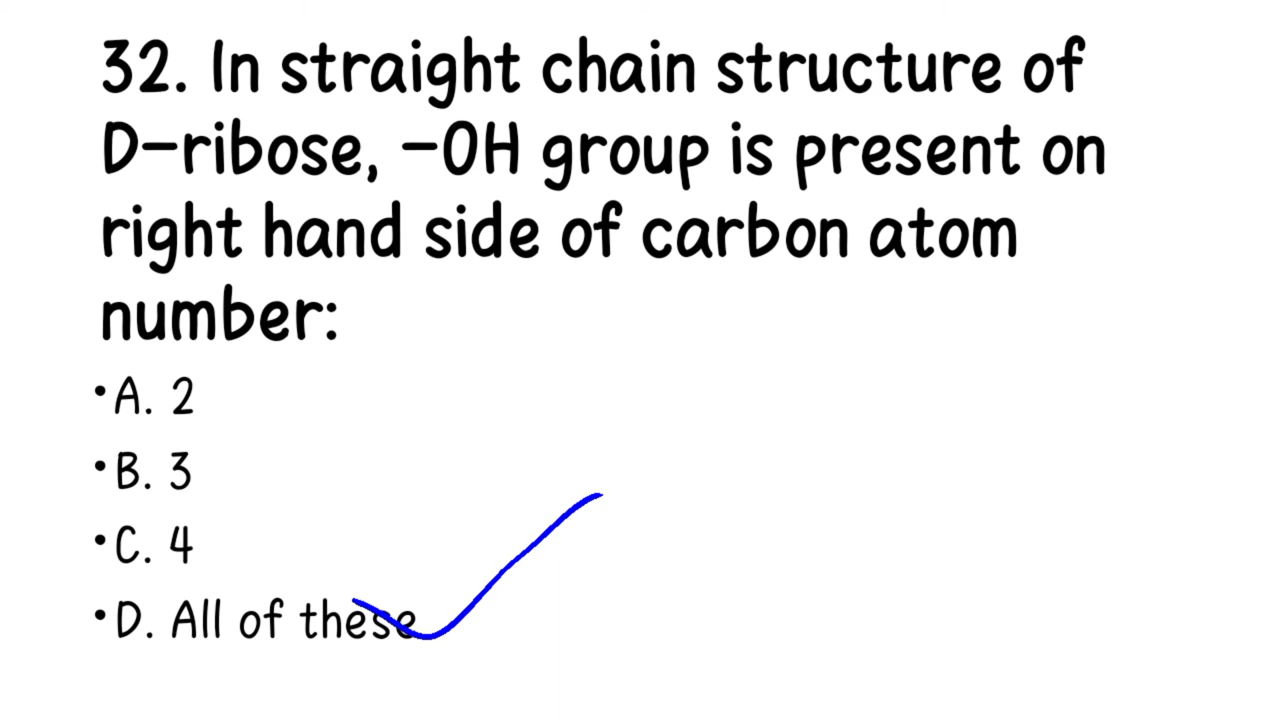 32. In straight chain structure of
D-ribose, -OH group is present on
right hand side of carbon atom
number:
•A. 2
•B. 3
•C. 4
•D. All of these